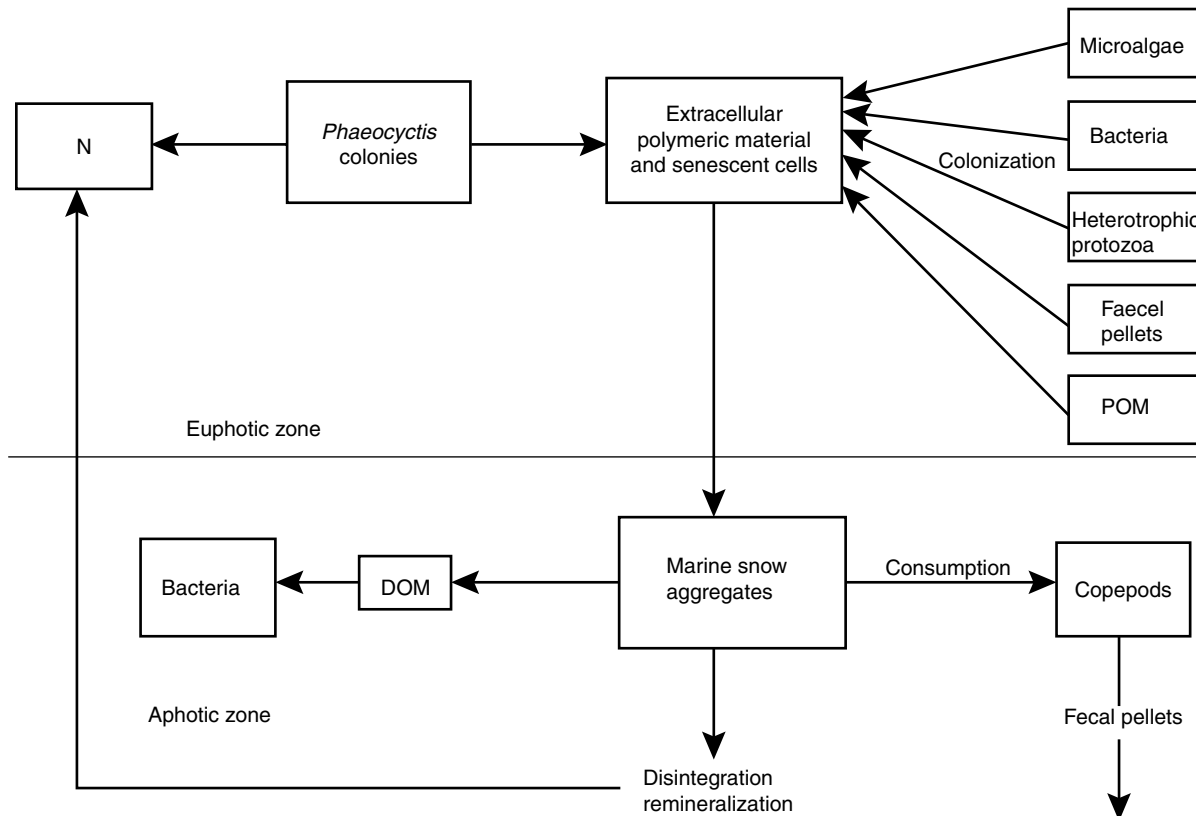 Microalgae
N
Phaeocyctis
colonies
Extracellular
polymeric material
and senescent cells
Bacteria
Colonization
Heterotrophic
protozoa
Faecel
pellets
POM
Euphotic zone
Bacteria
DOM
Marine snow
aggregates
Consumption
Copepods
Aphotic zone
Fecal pellets
Disintegration
remineralization